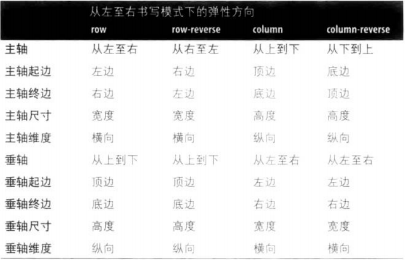 从左至右书写模式下的弹性方向
row row-reverse column column-reverse
主轴 从左至右 从右至左 从上到下 从下到上
主轴起边 左边 右边 顶边 底边
主轴终边 右边 左边 底边 顶边
主轴尺寸 宽度 宽度 高度 高度
主轴维度 横向 横向 纵向 纵向
垂轴 从上到下 从上到下 从左至右 从左至右
垂轴起边 顶边 顶边 左边 左边
垂轴终边 底边 底边 右边 右边
垂轴尺寸 高度 高度 宽度 宽度
垂轴维度 纵向 纵向 横向 横向